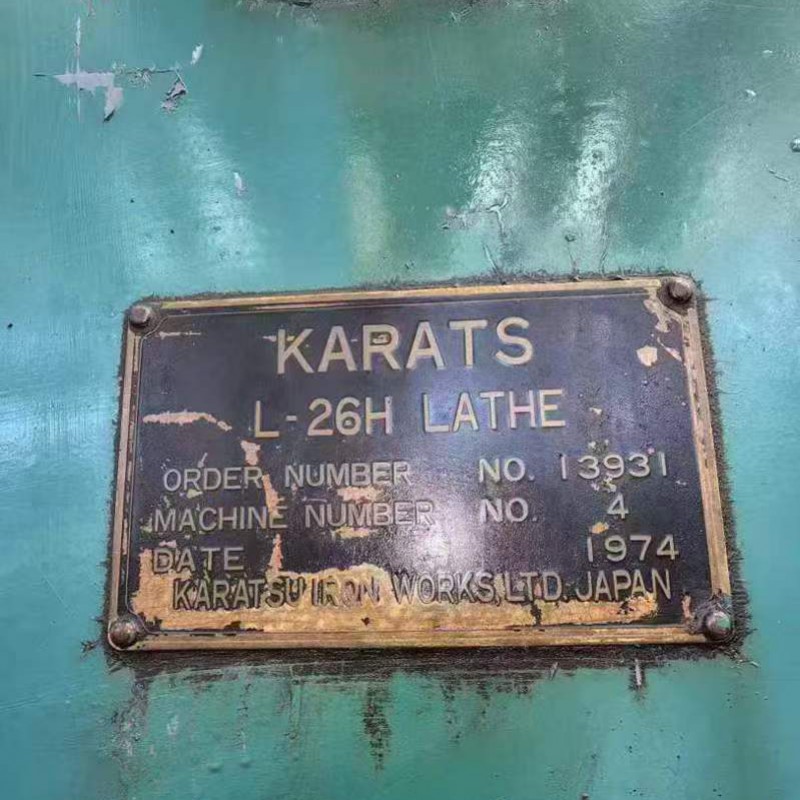 KARATS
L-26H LATHE
ORDER NUMBER NO. 13931
MACHINE NUMBER NO. 4
DATE 1974
KARATSU IRON WORKS, LTD. JAPAN